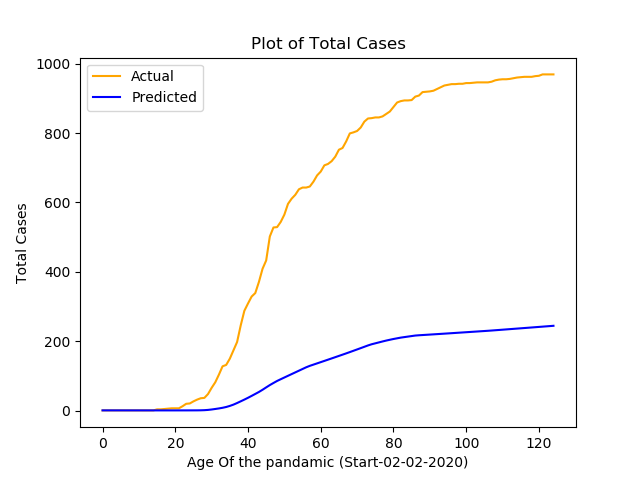 Plot of Total Cases
Actual
Predicted
1000
800
600
400
200
0
Total Cases
0 20 40 60 80 100 120
Age Of the pandamic (Start-02-02-2020)